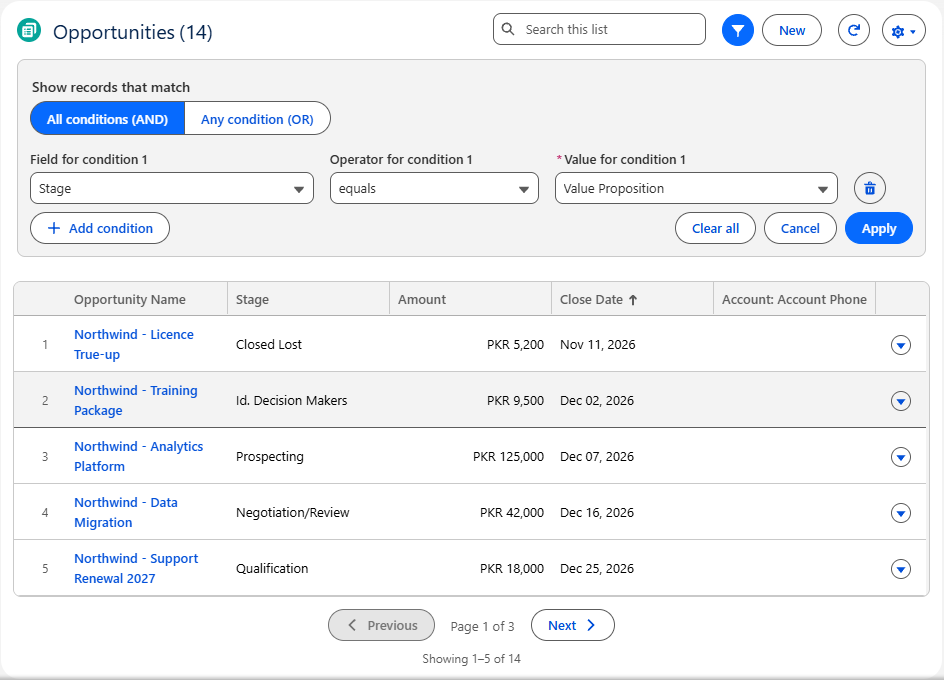 Opportunities (14)
Search this list
New
Show records that match
All conditions (AND)
Any condition (OR)
Field for condition 1
Operator for condition 1
* Value for condition 1
Stage
equals
Value Proposition
Add condition
Clear all
Cancel
Apply
Opportunity Name
Stage
Amount
Close Date
Account: Account Phone
1
Northwind - Licence
True-up
Closed Lost
PKR 5,200
Nov 11, 2026
2
Northwind - Training
Package
Id. Decision Makers
PKR 9,500
Dec 02, 2026
3
Northwind - Analytics
Platform
Prospecting
PKR 125,000
Dec 07, 2026
4
Northwind - Data
Migration
Negotiation/Review
PKR 42,000
Dec 16, 2026
5
Northwind - Support
Renewal 2027
Qualification
PKR 18,000
Dec 25, 2026
Previous
Page 1 of 3
Next
Showing 1–5 of 14